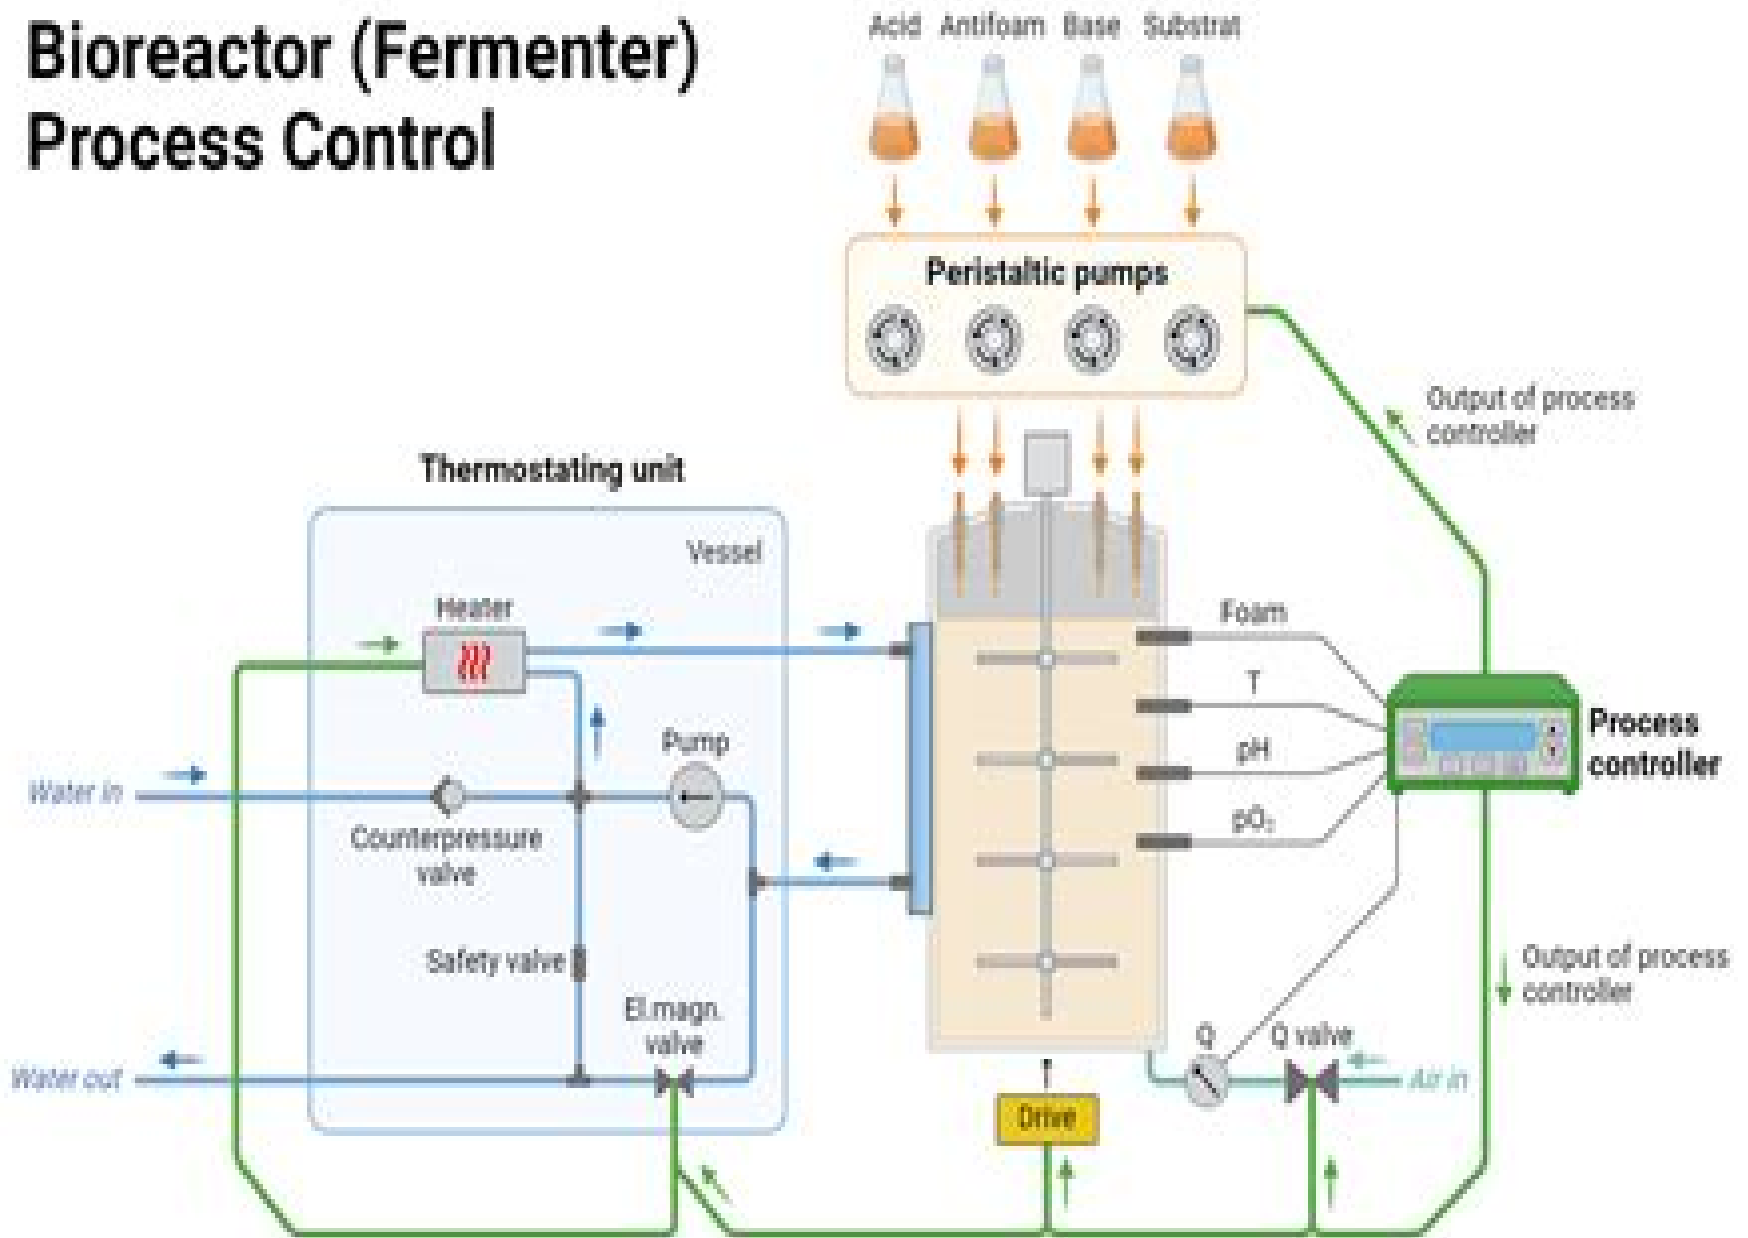 Bioreactor (Fermenter)
Process Control
Acid Antifoam Base Substrat
Peristaltic pumps
Output of process
controller
Thermostating unit
Vessel
Heater
Foam
T
pH
pO₂
Process
controller
Pump
Water in
Counterpressure
valve
Safety valve
El.magn.
valve
Water out
Output of process
controller
Q
Q valve
Air in
Drive